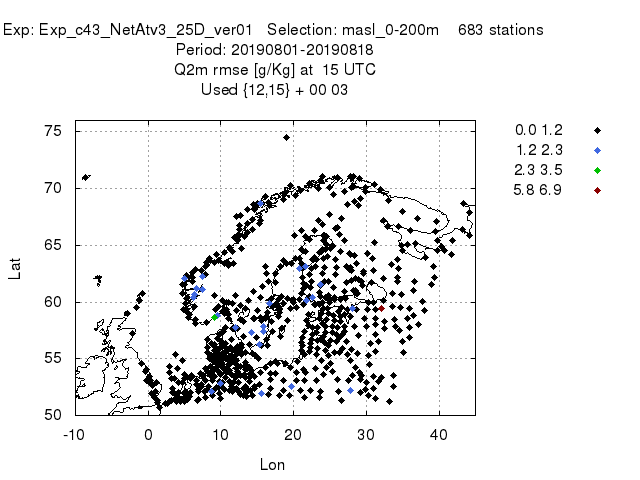 Exp: Exp_c43_NetAtv3_25D_ver01 Selection: masl_0-200m 683 stations
Period: 20190801-20190818
Q2m rmse [g/Kg] at 15 UTC
Used {12,15} + 00 03
0.0 1.2
1.2 2.3
2.3 3.5
5.8 6.9
75
70
65
60
55
50
Lat
-10 0 10 20 30 40
Lon